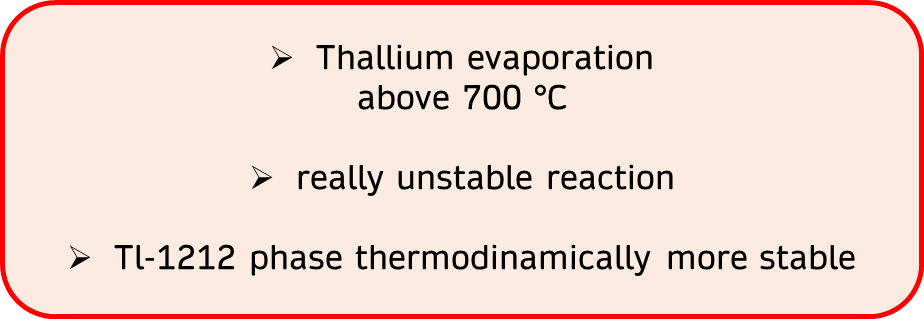 ➢ Thallium evaporation
above 700 °C
➢ really unstable reaction
➢ Tl-1212 phase thermodinamically more stable